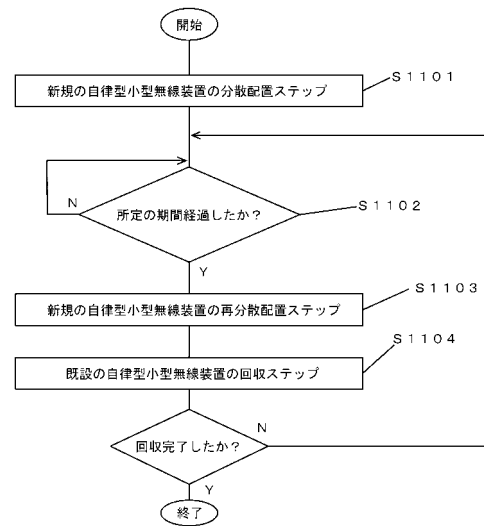 開始
新規の自律型小型無線装置の分散配置ステップ
S1101
N
所定の期間経過したか?
S1102
Y
新規の自律型小型無線装置の再分散配置ステップ
S1103
既設の自律型小型無線装置の回収ステップ
S1104
回収完了したか?
N
Y
終了